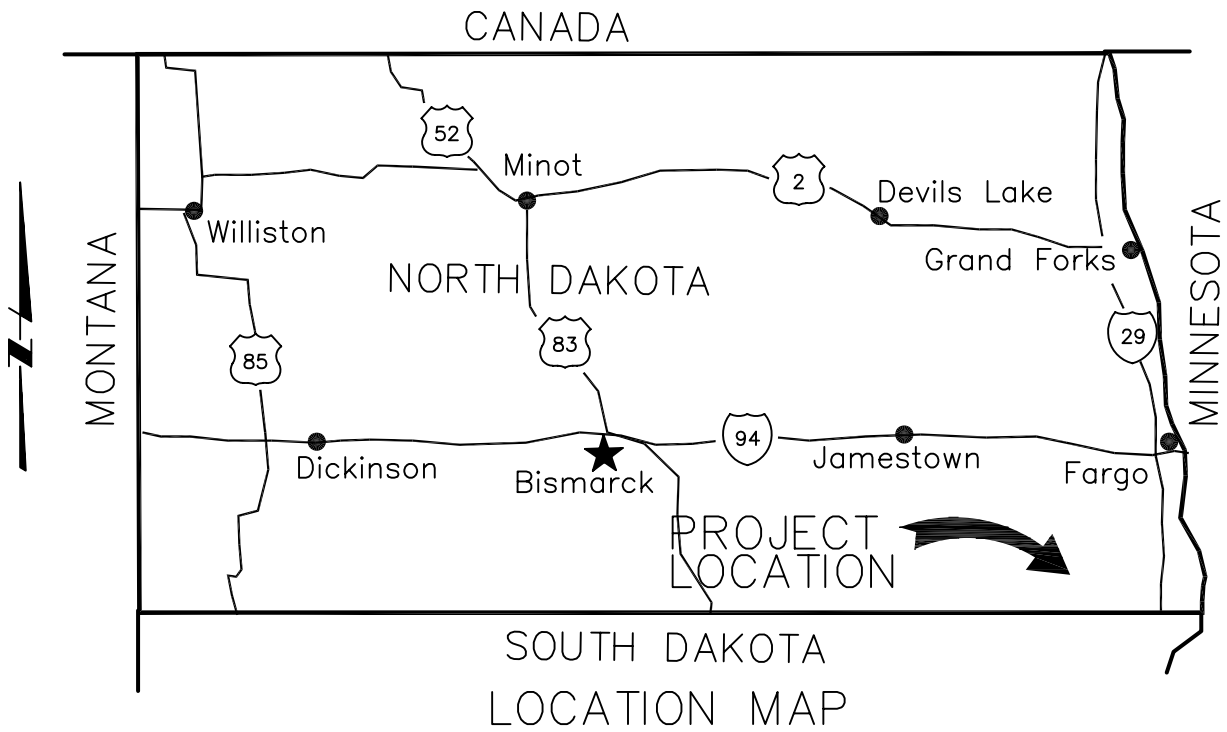 CANADA
52
Minot
2
Devils Lake
Williston
Grand Forks
NORTH DAKOTA
MONTANA
MINNESOTA
N
85
83
29
94
Dickinson
Bismarck
Jamestown
Fargo
PROJECT
LOCATION
SOUTH DAKOTA
LOCATION MAP